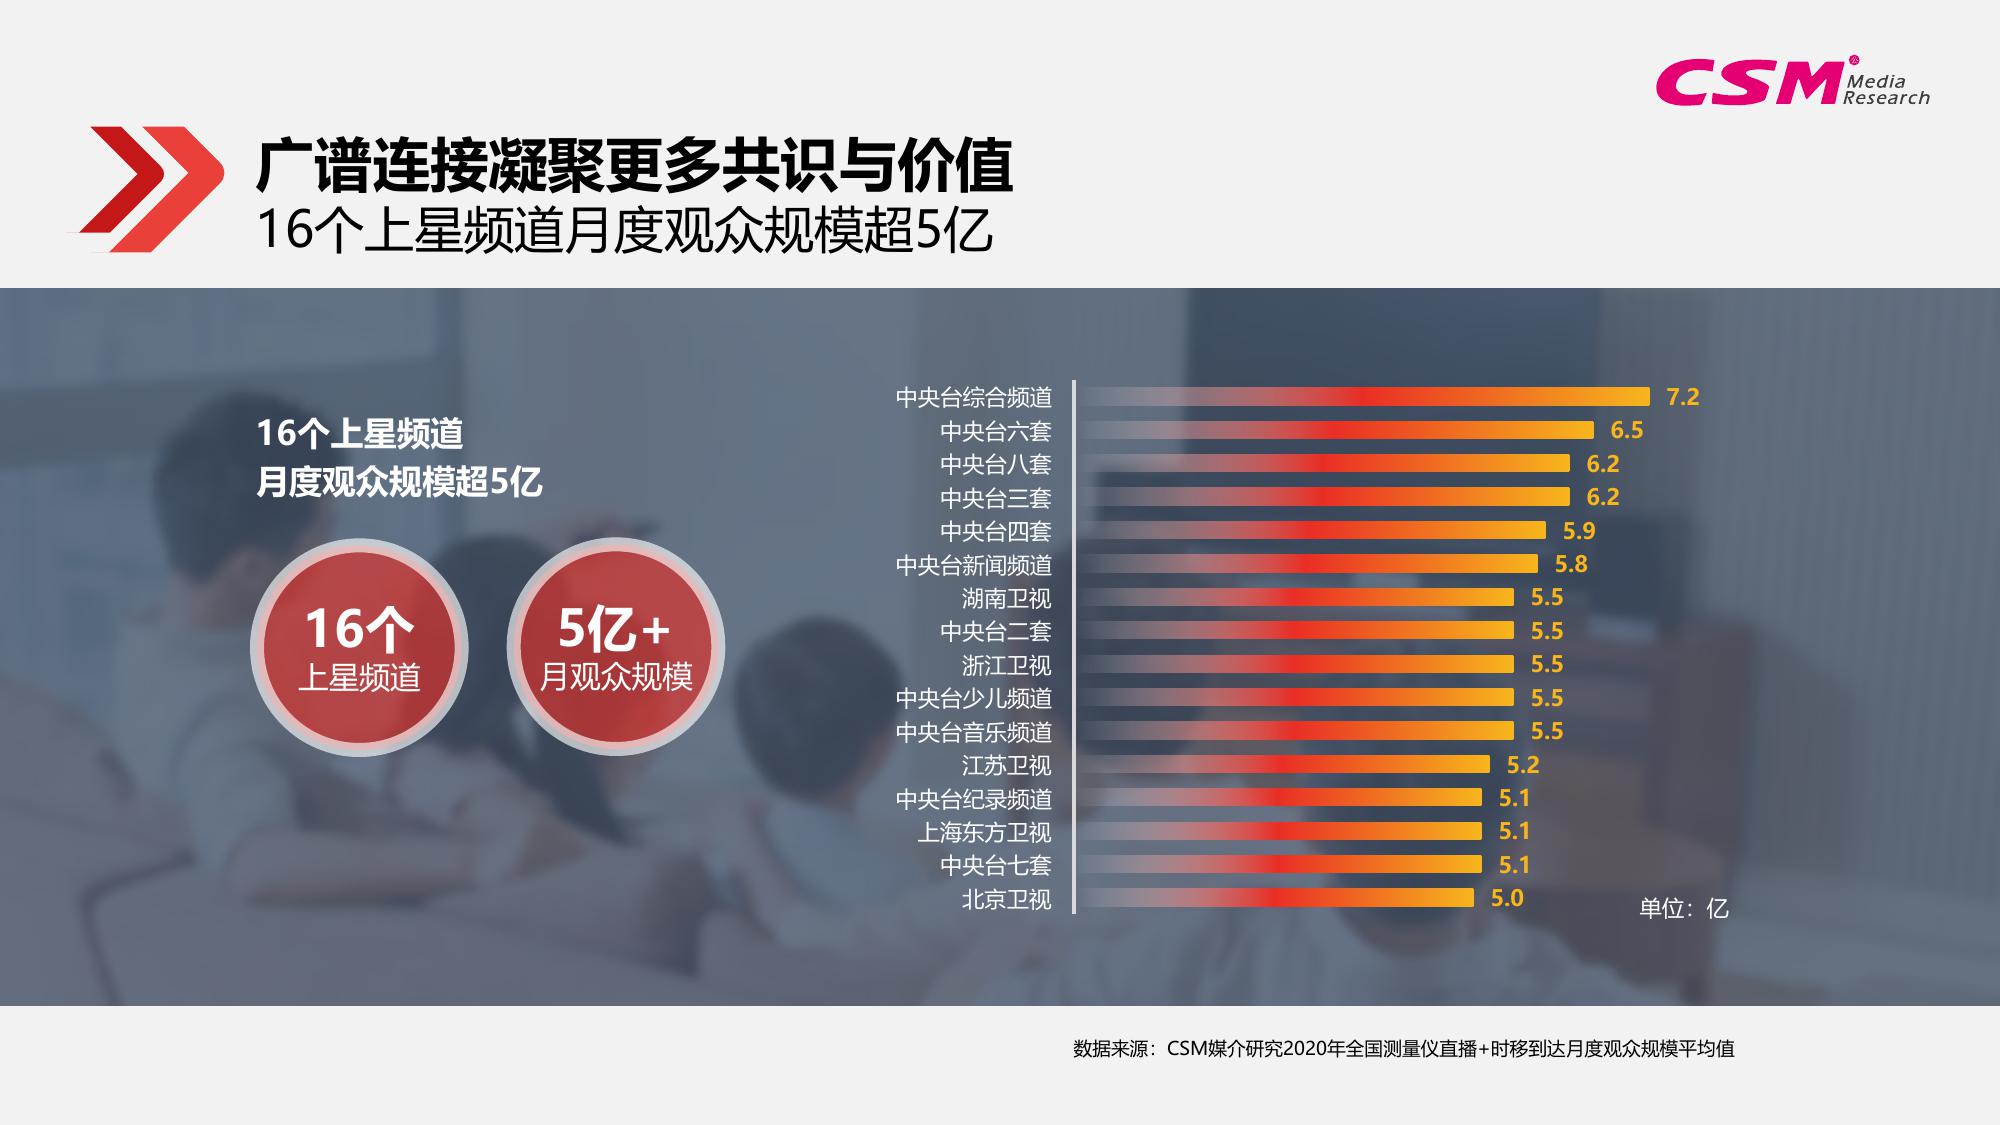 CSM Media Research
广谱连接凝聚更多共识与价值
16个上星频道月度观众规模超5亿
16个上星频道
月度观众规模超5亿
16个
上星频道
5亿+
月观众规模
中央台综合频道 7.2
中央台六套 6.5
中央台八套 6.2
中央台三套 6.2
中央台四套 5.9
中央台新闻频道 5.8
湖南卫视 5.5
中央台二套 5.5
浙江卫视 5.5
中央台少儿频道 5.5
中央台音乐频道 5.5
江苏卫视 5.2
中央台纪录频道 5.1
上海东方卫视 5.1
中央台七套 5.1
北京卫视 5.0
单位：亿
数据来源：CSM媒介研究2020年全国测量仪直播+时移到达月度观众规模平均值